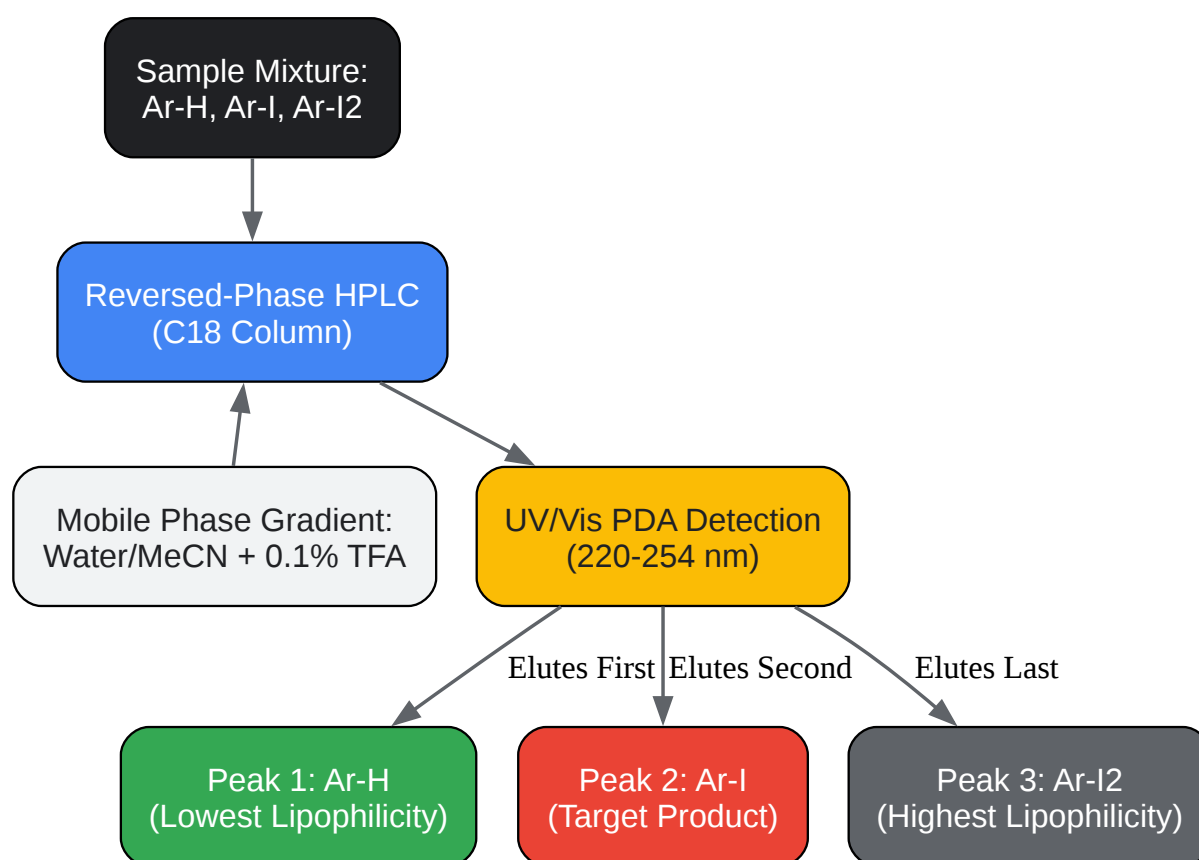 Sample Mixture:
Ar-H, Ar-I, Ar-I2
Reversed-Phase HPLC
(C18 Column)
Mobile Phase Gradient:
Water/MeCN + 0.1% TFA
UV/Vis PDA Detection
(220-254 nm)
Elutes First
Elutes Second
Elutes Last
Peak 1: Ar-H
(Lowest Lipophilicity)
Peak 2: Ar-I
(Target Product)
Peak 3: Ar-I2
(Highest Lipophilicity)